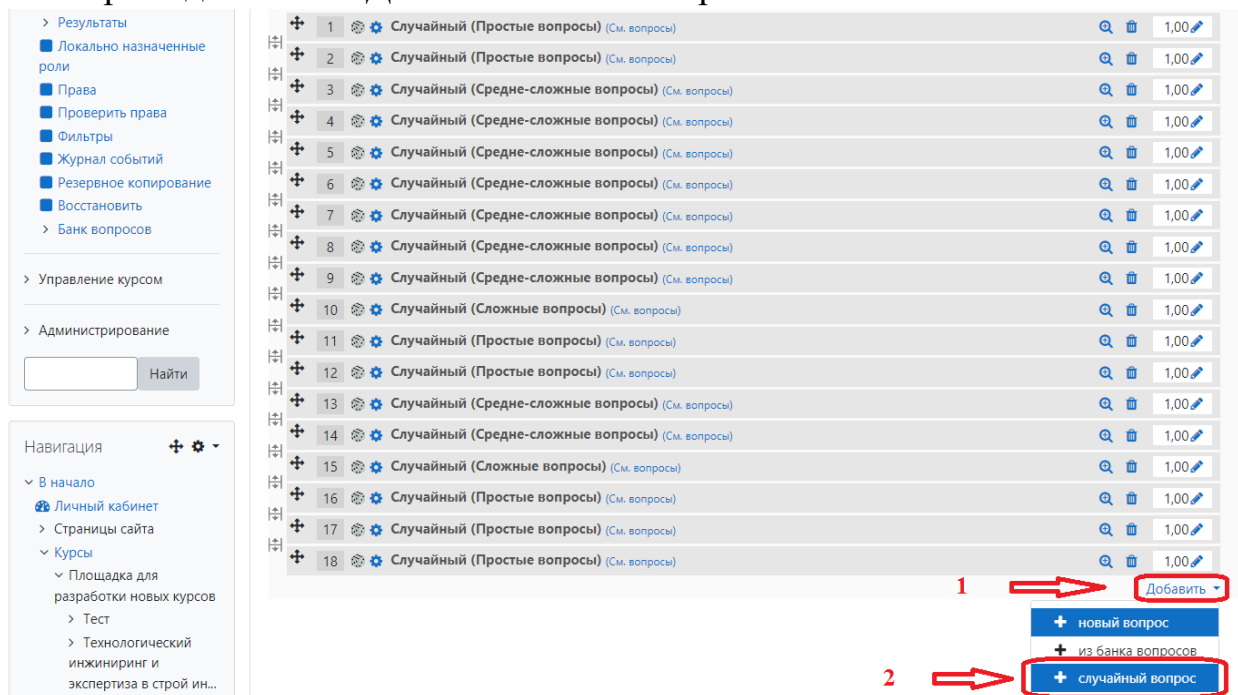 > Результаты
Локально назначенные
роли
Права
Проверить права
Фильтры
Журнал событий
Резервное копирование
Восстановить
> Банк вопросов
> Управление курсом
> Администрирование
Найти
Навигация
В начало
Личный кабинет
> Страницы сайта
Курсы
Площадка для
разработки новых курсов
> Тест
> Технологический
инжиниринг и
экспертиза в строй ин...
1 Случайный (Простые вопросы) (См. вопросы) 1,00
2 Случайный (Простые вопросы) (См. вопросы) 1,00
3 Случайный (Средне-сложные вопросы) (См. вопросы) 1,00
4 Случайный (Средне-сложные вопросы) (См. вопросы) 1,00
5 Случайный (Средне-сложные вопросы) (См. вопросы) 1,00
6 Случайный (Средне-сложные вопросы) (См. вопросы) 1,00
7 Случайный (Средне-сложные вопросы) (См. вопросы) 1,00
8 Случайный (Средне-сложные вопросы) (См. вопросы) 1,00
9 Случайный (Средне-сложные вопросы) (См. вопросы) 1,00
10 Случайный (Сложные вопросы) (См. вопросы) 1,00
11 Случайный (Простые вопросы) (См. вопросы) 1,00
12 Случайный (Простые вопросы) (См. вопросы) 1,00
13 Случайный (Средне-сложные вопросы) (См. вопросы) 1,00
14 Случайный (Средне-сложные вопросы) (См. вопросы) 1,00
15 Случайный (Сложные вопросы) (См. вопросы) 1,00
16 Случайный (Простые вопросы) (См. вопросы) 1,00
17 Случайный (Простые вопросы) (См. вопросы) 1,00
18 Случайный (Простые вопросы) (См. вопросы) 1,00
1 Добавить
+ новый вопрос
+ из банка вопросов
2 + случайный вопрос